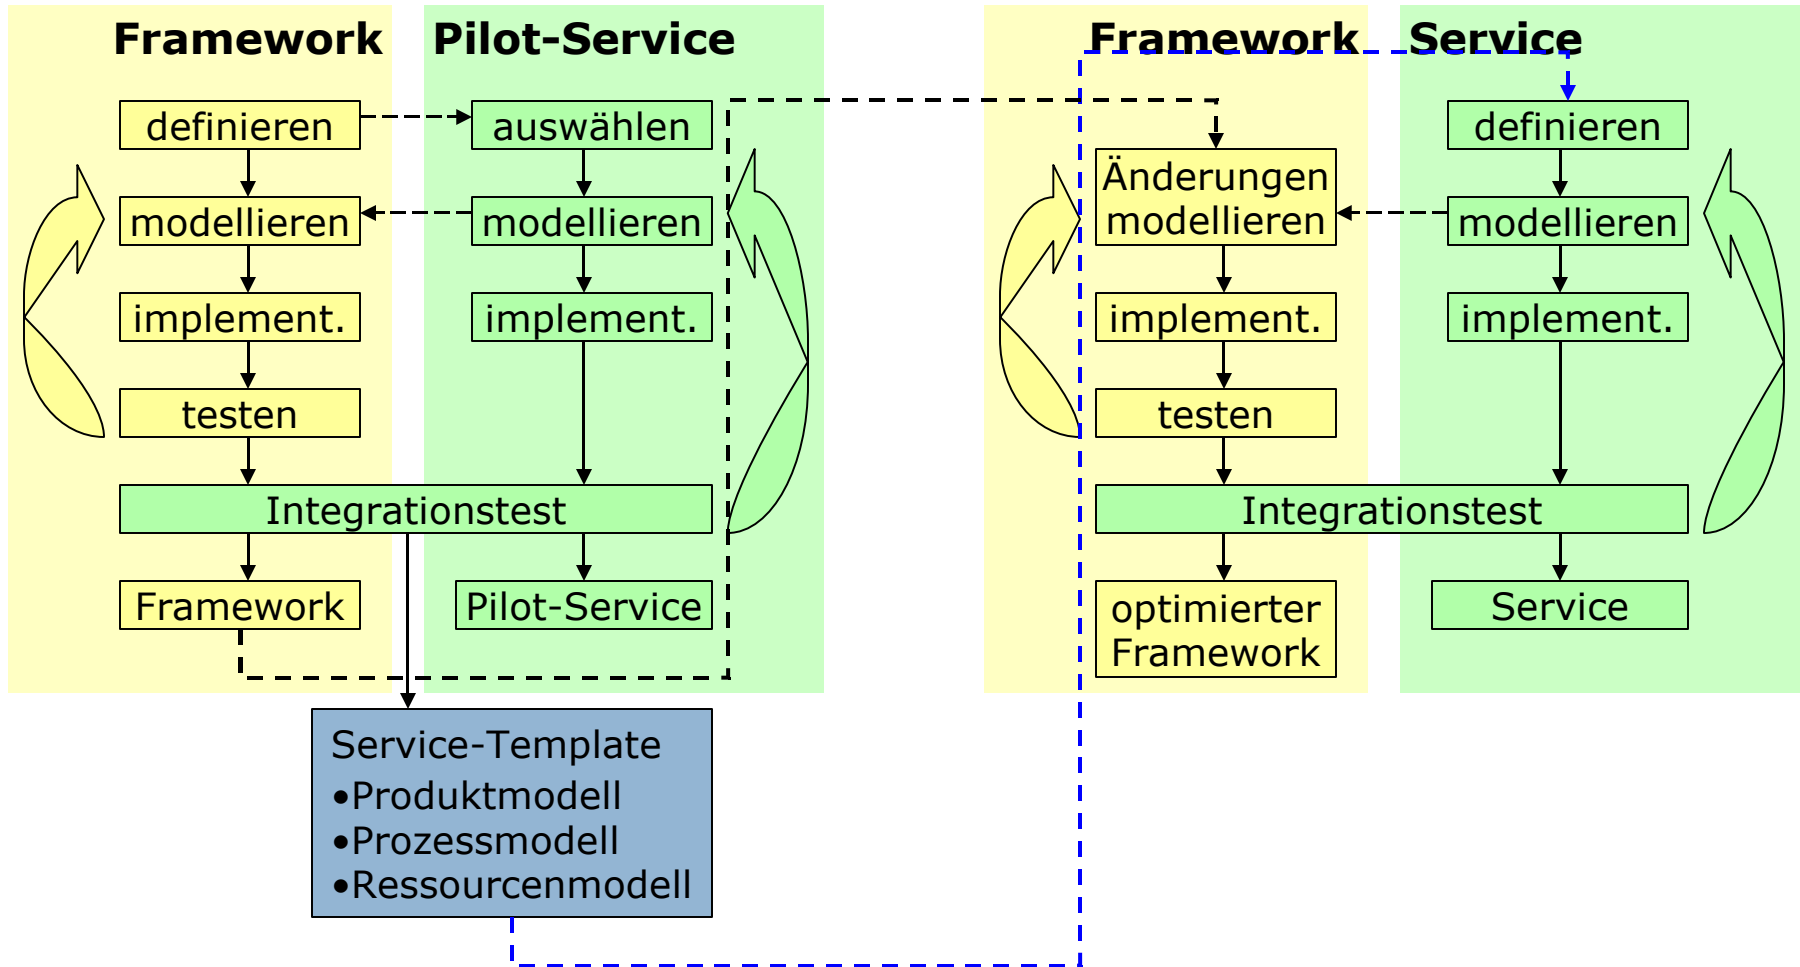 Framework
Pilot-Service
definieren
auswählen
modellieren
modellieren
implement.
implement.
testen
Integrationstest
Framework
Pilot-Service
Service-Template
•Produktmodell
•Prozessmodell
•Ressourcenmodell
Framework
Service
definieren
Änderungen
modellieren
modellieren
implement.
implement.
testen
Integrationstest
optimierter
Framework
Service